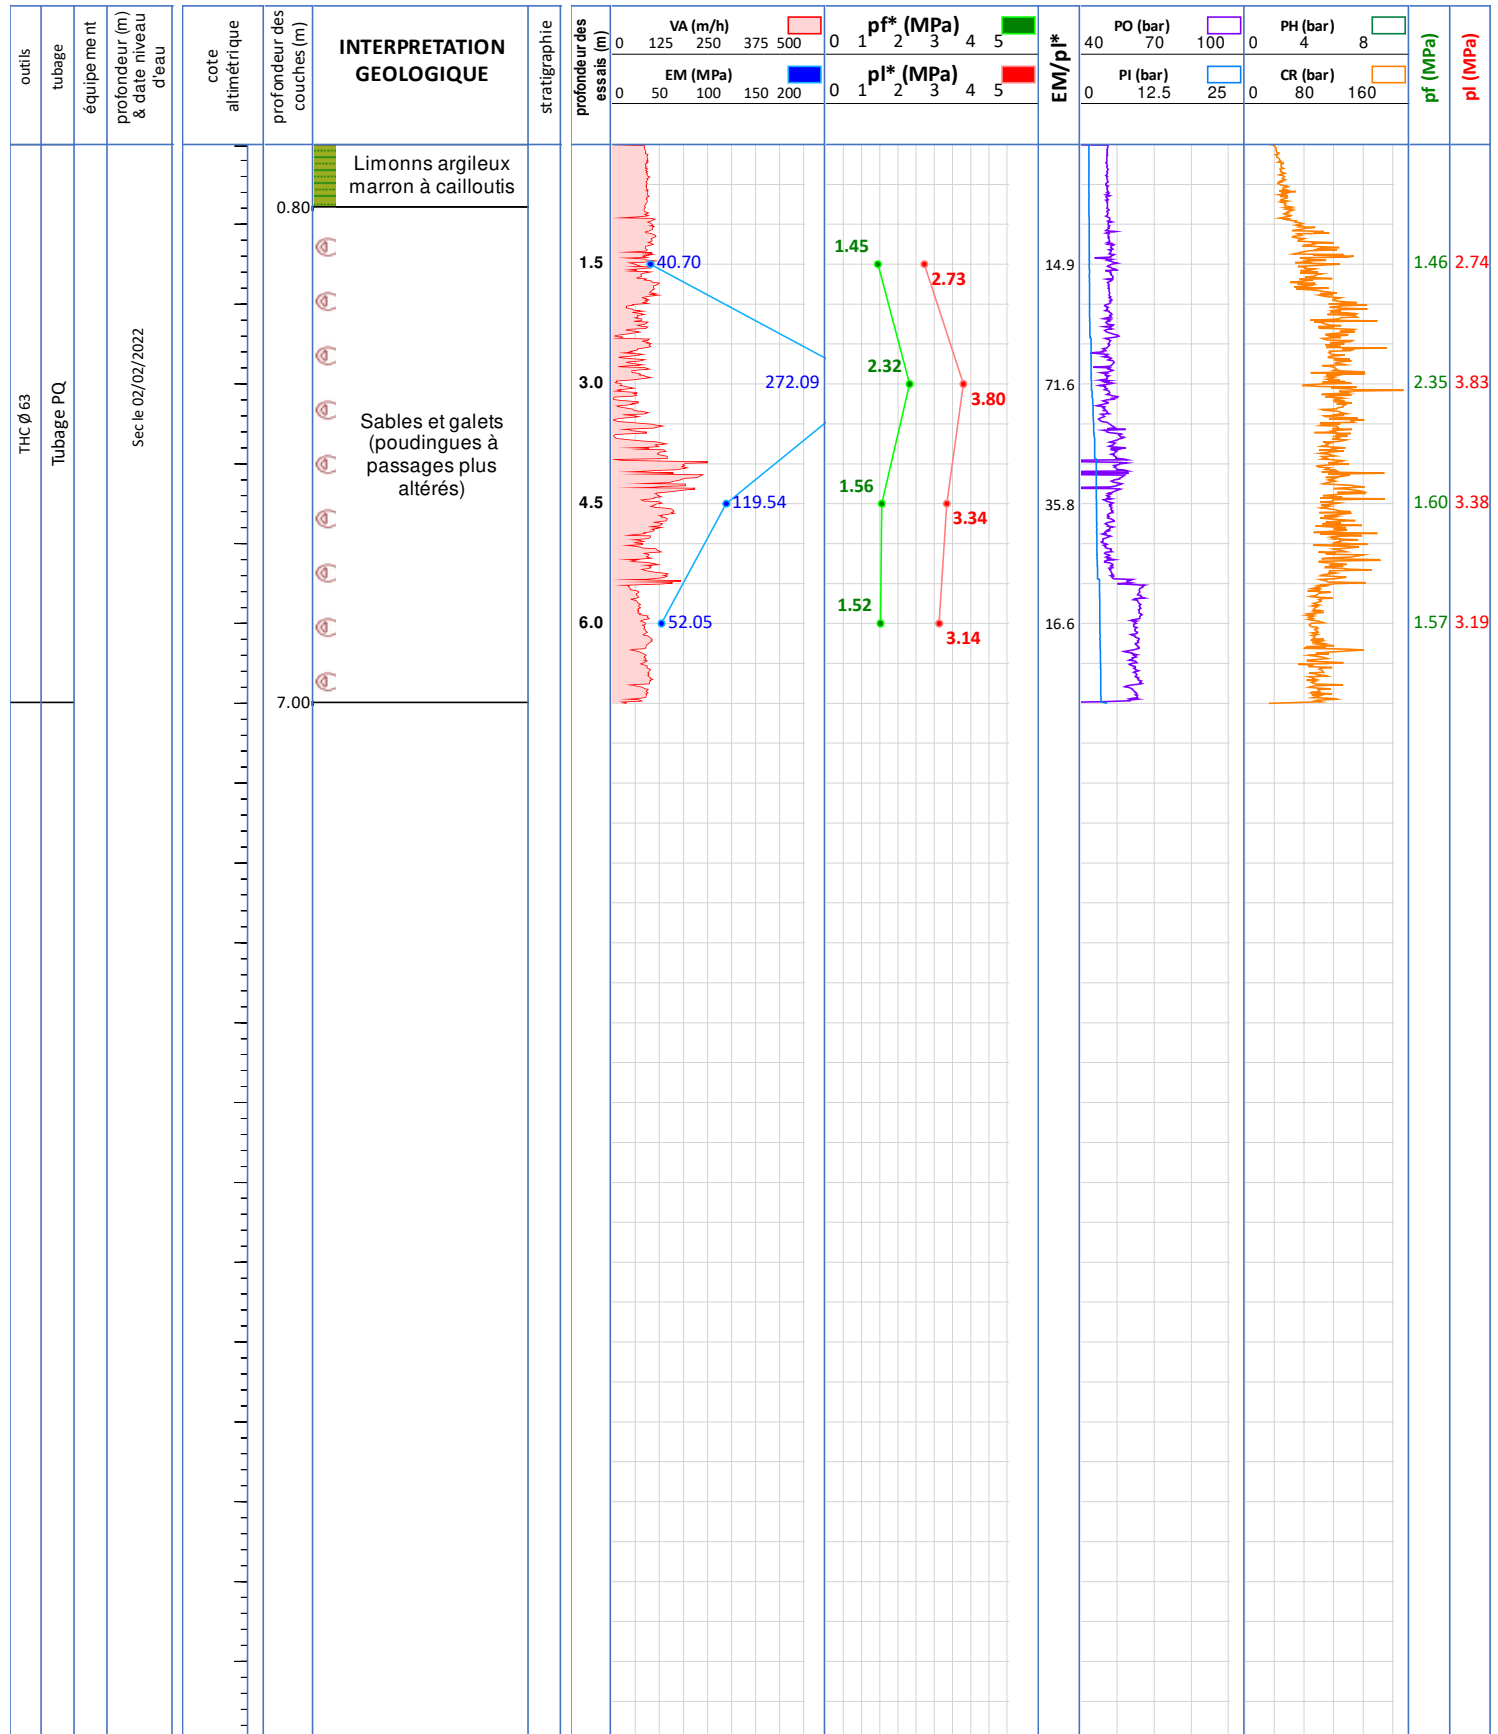 outils
tubage
équipement
profondeur (m)
& date niveau
d'eau
cote
altimétrique
profondeur des
couches (m)
INTERPRETATION
GEOLOGIQUE
stratigraphie
profondeur des
essais (m)
VA (m/h)
0 125 250 375 500
EM (MPa)
0 50 100 150 200
pf* (MPa)
0 1 2 3 4 5
pl* (MPa)
0 1 2 3 4 5
EM/pl*
PO (bar)
40 70 100
PI (bar)
0 12.5 25
PH (bar)
0 4 8
CR (bar)
0 80 160
pf (MPa)
pl (MPa)
THC Ø 63
Tubage PQ
Sec le 02/02/2022
Limonns argileux
marron à cailloutis
0.80
Sables et galets
(poudingues à
passages plus
altérés)
7.00
1.5 40.70 1.45 2.73 14.9 1.46 2.74
3.0 272.09 2.32 3.80 71.6 2.35 3.83
4.5 119.54 1.56 3.34 35.8 1.60 3.38
6.0 52.05 1.52 3.14 16.6 1.57 3.19